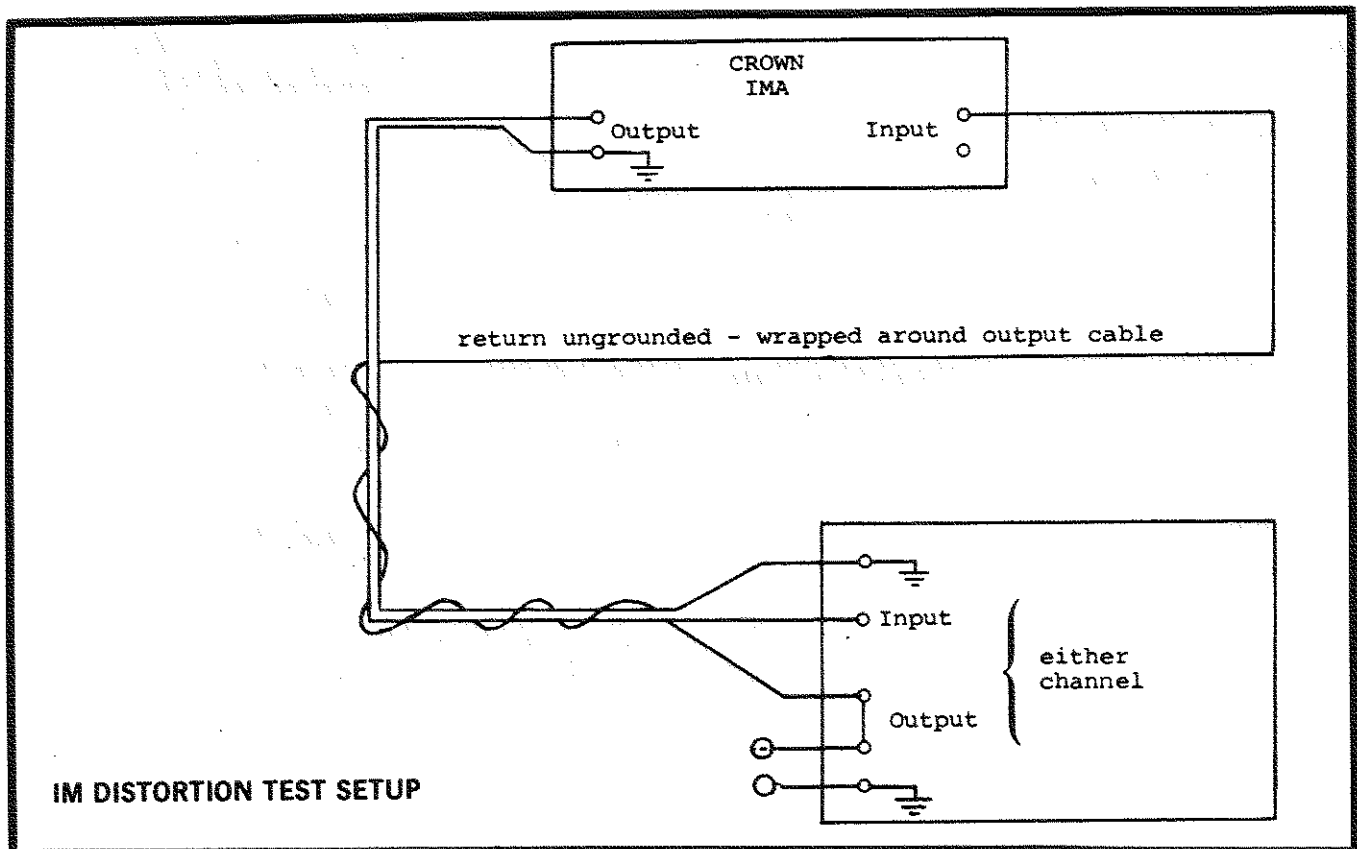 CROWN
IMA
Output
Input
return ungrounded - wrapped around output cable
Input
either
channel
Output
IM DISTORTION TEST SETUP